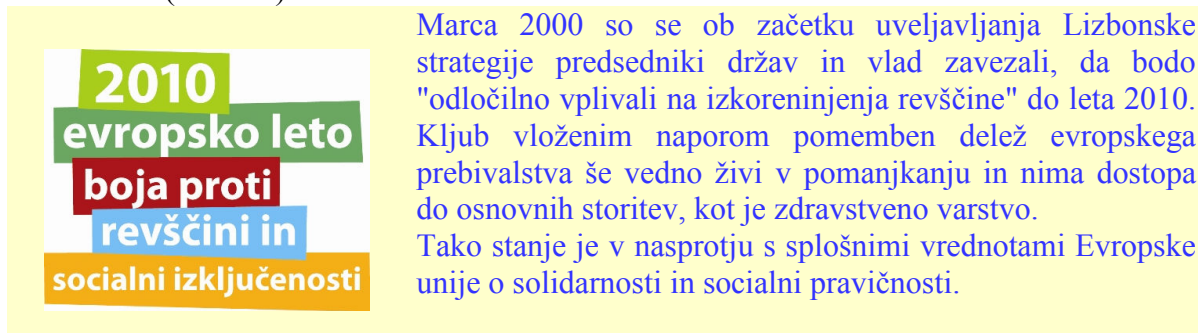 2010
evropsko leto
boja proti
revščini in
socialni izključenosti
Marca 2000 so se ob začetku uveljavljanja Lizbonske
strategije predsedniki držav in vlad zavezali, da bodo
"odločilno vplivali na izkoreninjenja revščine" do leta 2010.
Kljub vloženim naporom pomemben delež evropskega
prebivalstva še vedno živi v pomanjkanju in nima dostopa
do osnovnih storitev, kot je zdravstveno varstvo.
Tako stanje je v nasprotju s splošnimi vrednotami Evropske
unije o solidarnosti in socialni pravičnosti.